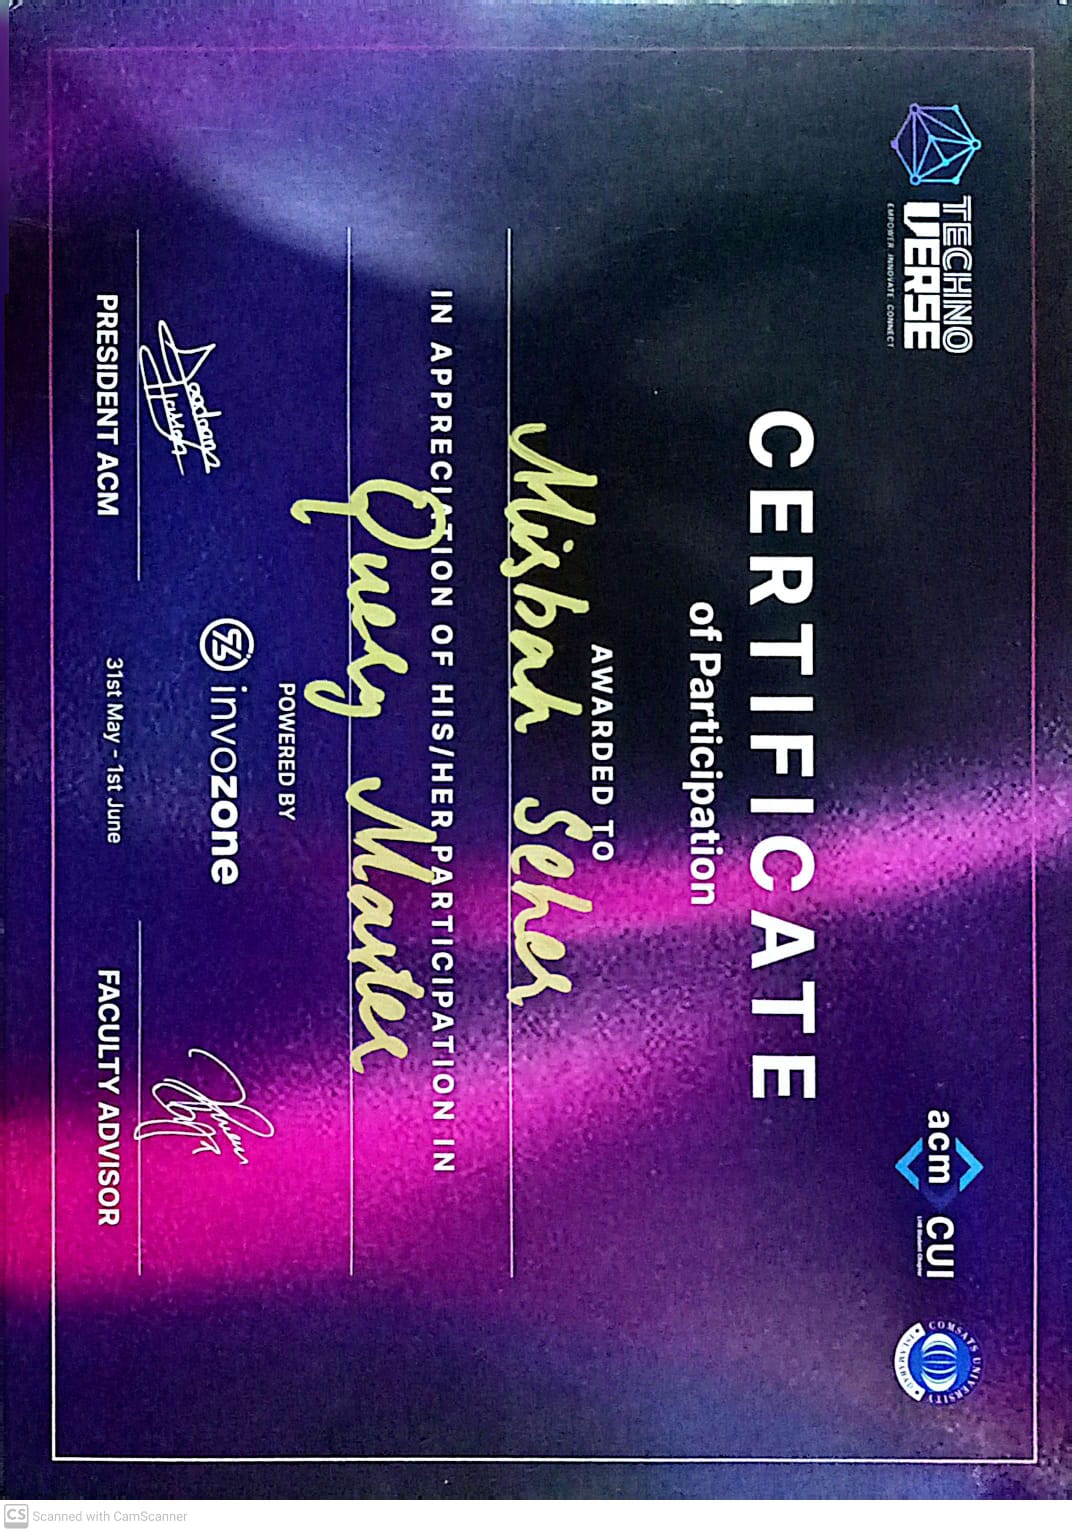 TECHNO
VERSE
EMPOWER. INNOVATE. CONNECT
acm CUI
LHR Student Chapter
COMSATS UNIVERSITY
ISLAMABAD
CERTIFICATE
of Participation
AWARDED TO
Misbah Seher
IN APPRECIATION OF HIS/HER PARTICIPATION IN
Query Master
POWERED BY
invozone
31st May - 1st June
PRESIDENT ACM
FACULTY ADVISOR
CS Scanned with CamScanner